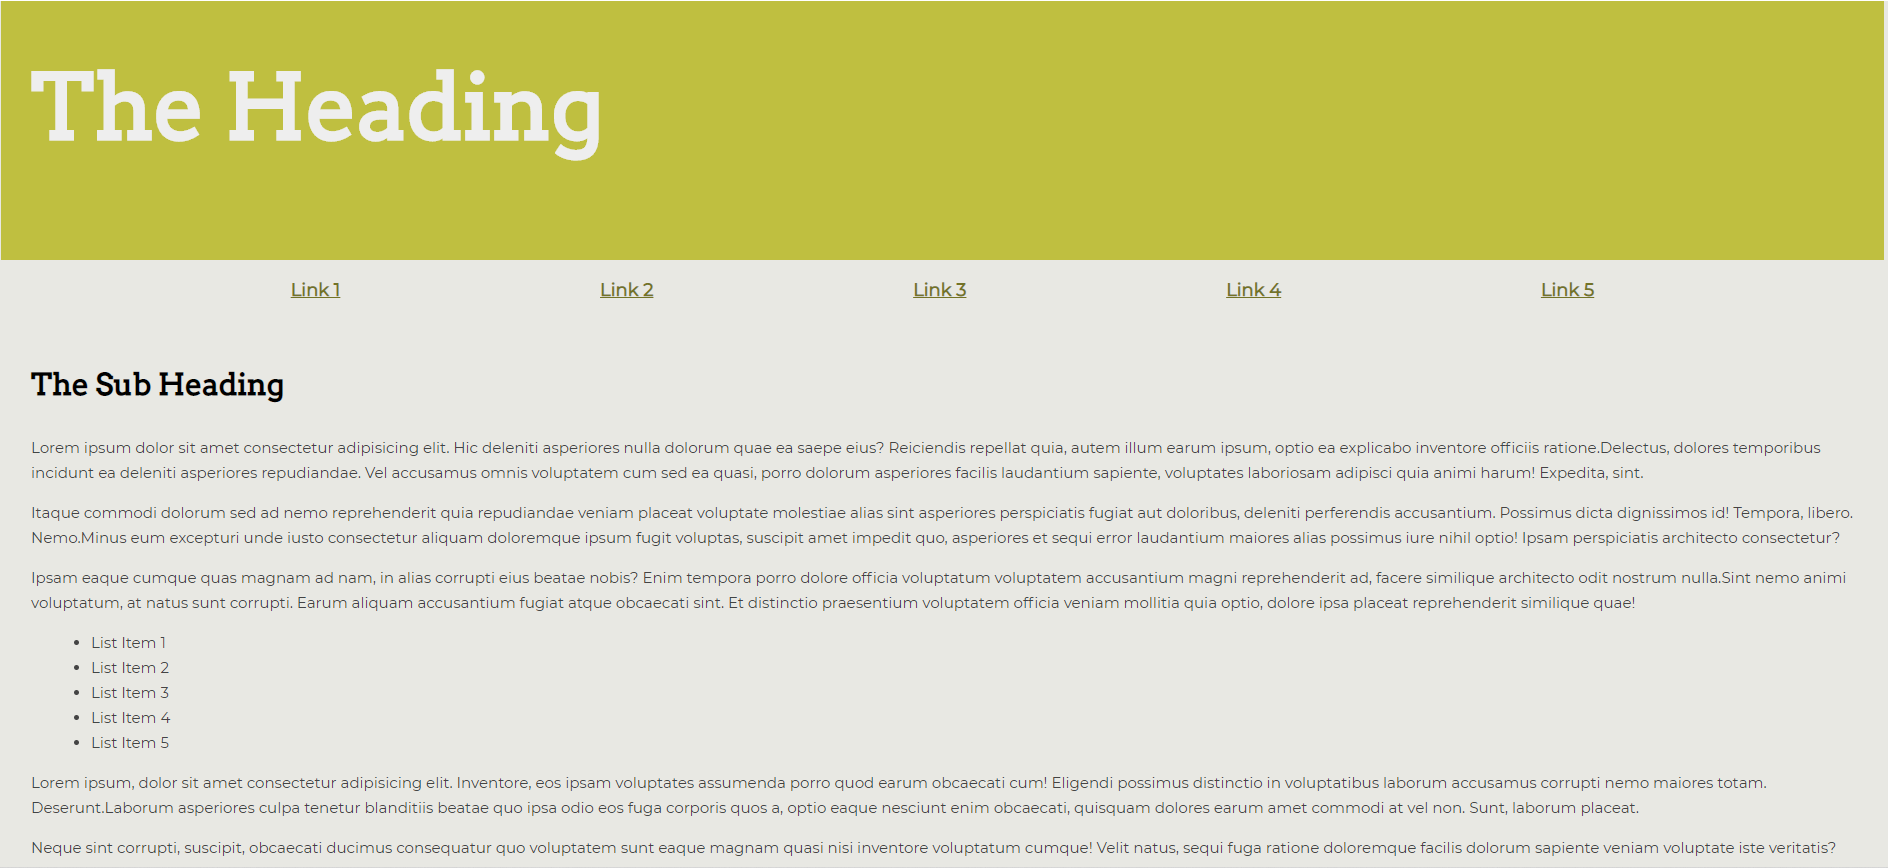 The Heading
Link 1 Link 2 Link 3 Link 4 Link 5
The Sub Heading
Lorem ipsum dolor sit amet consectetur adipisicing elit. Hic deleniti asperiores nulla dolorum quae ea saepe eius? Reiciendis repellat quia, autem illum earum ipsum, optio ea explicabo inventore officiis ratione.Delectus, dolores temporibus
incidunt ea deleniti asperiores repudiandae. Vel accusamus omnis voluptatem cum sed ea quasi, porro dolorum asperiores facilis laudantium sapiente, voluptates laboriosam adipisci quia animi harum! Expedita, sint.
Itaque commodi dolorum sed ad nemo reprehenderit quia repudiandae veniam placeat voluptate molestiae alias sint asperiores perspiciatis fugiat aut doloribus, deleniti perferendis accusantium. Possimus dicta dignissimos id! Tempora, libero.
Nemo.Minus eum excepturi unde iusto consectetur aliquam doloremque ipsum fugit voluptas, suscipit amet impedit quo, asperiores et sequi error laudantium maiores alias possimus iure nihil optio! Ipsam perspiciatis architecto consectetur?
Ipsam eaque cumque quas magnam ad nam, in alias corrupti eius beatae nobis? Enim tempora porro dolore officia voluptatum voluptatem accusantium magni reprehenderit ad, facere similique architecto odit nostrum nulla.Sint nemo animi
voluptatum, at natus sunt corrupti. Earum aliquam accusantium fugiat atque obcaecati sint. Et distinctio praesentium voluptatem officia veniam mollitia quia optio, dolore ipsa placeat reprehenderit similique quae!
• List Item 1
• List Item 2
• List Item 3
• List Item 4
• List Item 5
Lorem ipsum, dolor sit amet consectetur adipisicing elit. Inventore, eos ipsam voluptates assumenda porro quod earum obcaecati cum! Eligendi possimus distinctio in voluptatibus laborum accusamus corrupti nemo maiores totam.
Deserunt.Laborum asperiores culpa tenetur blanditiis beatae quo ipsa odio eos fuga corporis quos a, optio eaque nesciunt enim obcaecati, quisquam dolores earum amet commodi at vel non. Sunt, laborum placeat.
Neque sint corrupti, suscipit, obcaecati ducimus consequatur quo voluptatem sunt eaque magnam quasi nisi inventore voluptatum cumque! Velit natus, sequi fuga ratione doloremque facilis dolorum sapiente veniam voluptate iste veritatis?